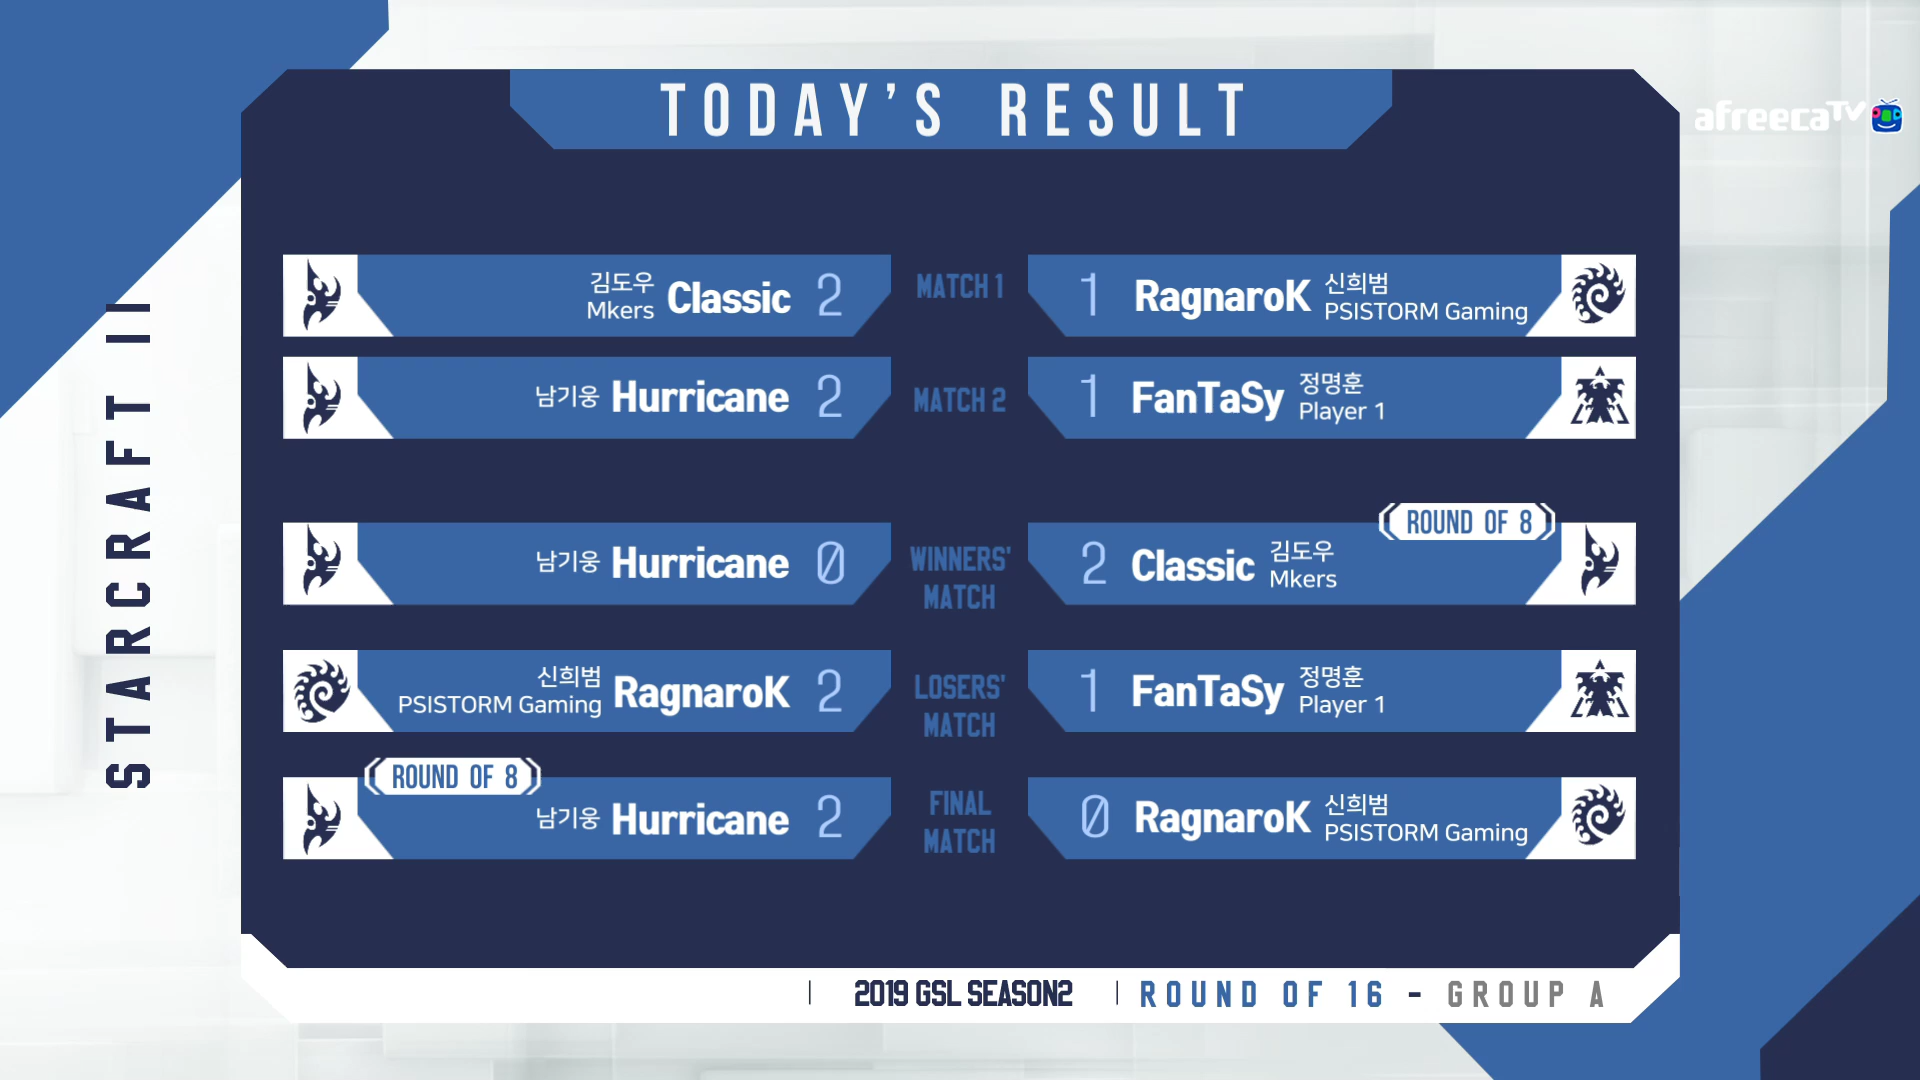 TODAY'S RESULT
afreecaTV
STARCRAFT II
김도우
Mkers
Classic 2
MATCH 1
1 RagnaroK
신희범
PSISTORM Gaming
남기웅 Hurricane 2
MATCH 2
1 FanTaSy
정명훈
Player 1
남기웅 Hurricane 0
WINNERS'
MATCH
ROUND OF 8
2 Classic
김도우
Mkers
신희범
PSISTORM Gaming
RagnaroK 2
LOSERS'
MATCH
1 FanTaSy
정명훈
Player 1
ROUND OF 8
남기웅 Hurricane 2
FINAL
MATCH
0 RagnaroK
신희범
PSISTORM Gaming
2019 GSL SEASON2
ROUND OF 16 - GROUP A